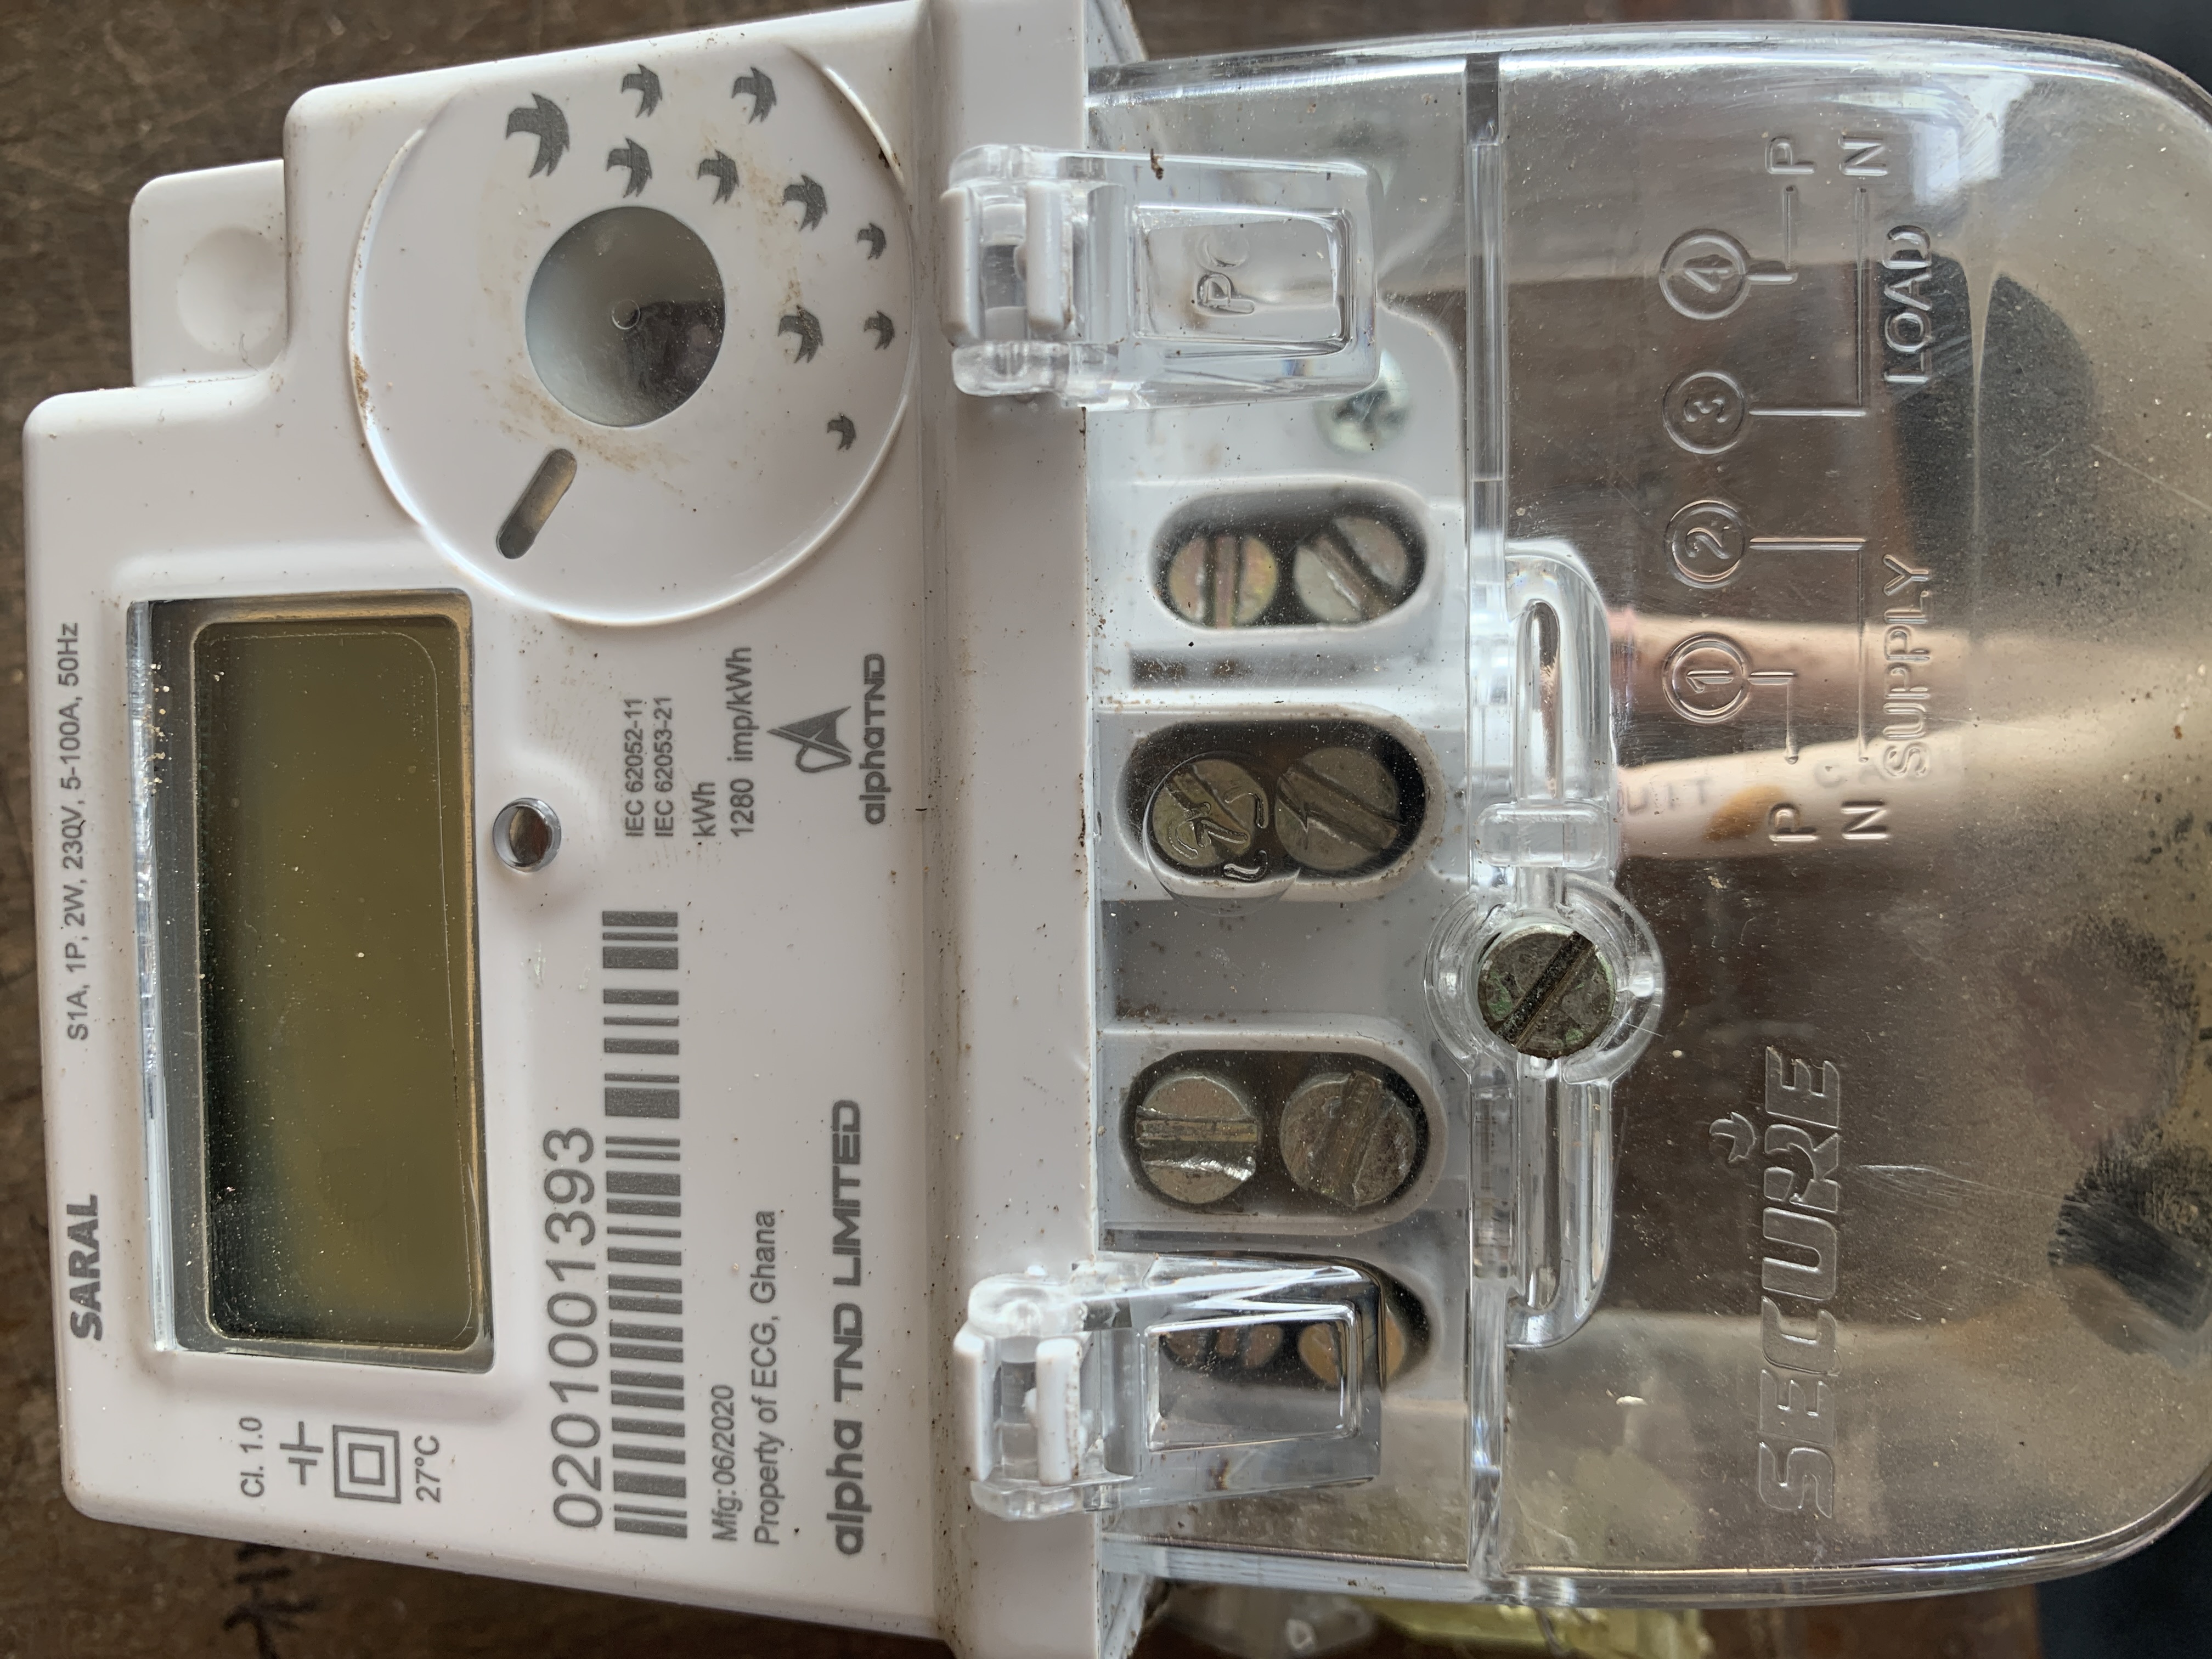 SARAL
S1A, 1P, 2W, 230V, 5-100A, 50Hz
Cl. 1.0
27°C
0201001393
Mfg: 06/2020
Property of ECG, Ghana
alpha TND LIMITED
IEC 62052-11
IEC 62053-21
kWh
1280 imp/kWh
alphaTND
SECURE
1 2 3 4
P P
N N
SUPPLY LOAD